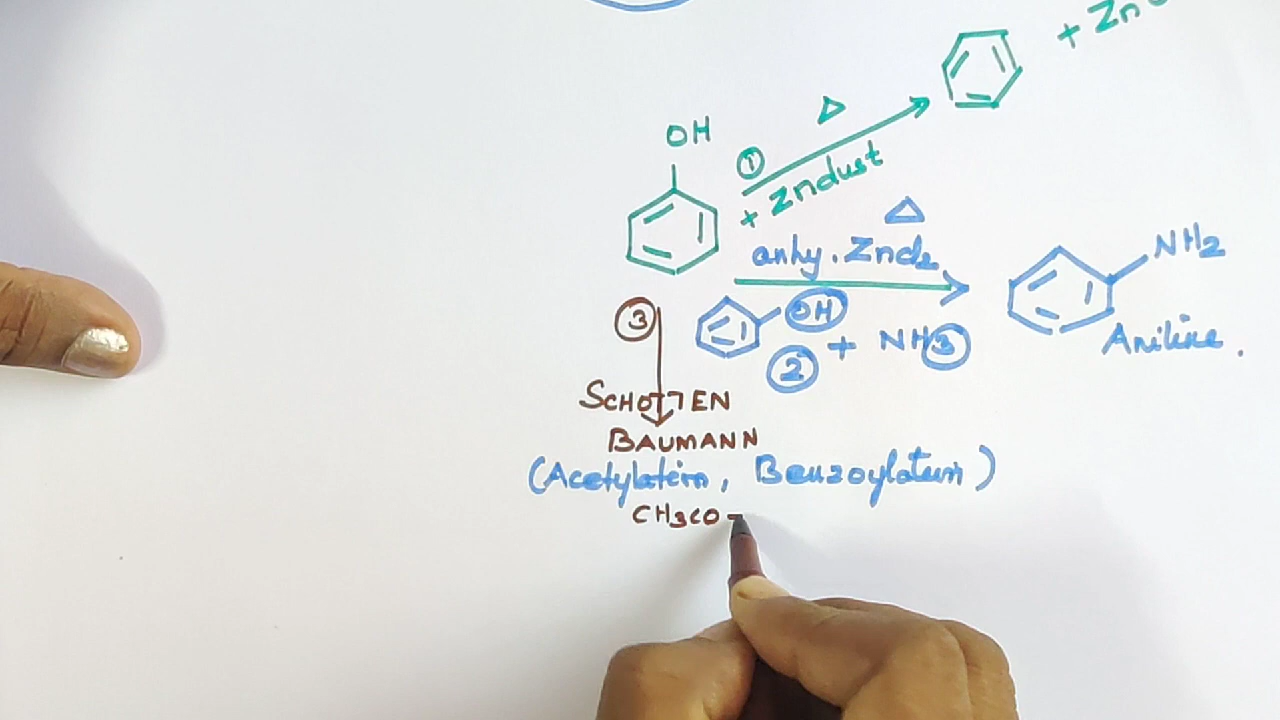 + Zn
OH
△
①
+ Zndust
△
anhy. ZnCl2
NH2
OH
② + NH3
Aniline.
③
SCHOTTEN
BAUMANN
(Acetylation, Benzoylation)
CH3CO -